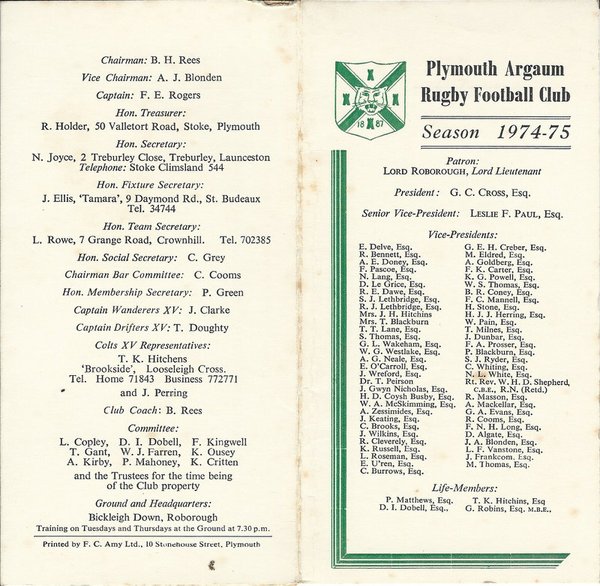 Chairman: B. H. Rees
Vice Chairman: A. J. Blonden
Captain: F. E. Rogers
Hon. Treasurer:
R. Holder, 50 Valletort Road, Stoke, Plymouth
Hon. Secretary:
N. Joyce, 2 Treburley Close, Treburley, Launceston
Telephone: Stoke Climsland 544
Hon. Fixture Secretary:
J. Ellis, 'Tamara', 9 Daymond Rd., St. Budeaux
Tel. 34744
Hon. Team Secretary:
L. Rowe, 7 Grange Road, Crownhill. Tel. 702385
Hon. Social Secretary: C. Grey
Chairman Bar Committee: C. Cooms
Hon. Membership Secretary: P. Green
Captain Wanderers XV: J. Clarke
Captain Drifters XV: T. Doughty
Colts XV Representatives:
T. K. Hitchens
'Brookside', Looseleigh Cross.
Tel. Home 71843 Business 772771
and J. Perring
Club Coach: B. Rees
Committee:
L. Copley, D. I. Dobell, F. Kingwell
T. Gant, W. J. Farren, K. Ousey
A. Kirby, P. Mahoney, K. Critten
and the Trustees for the time being
of the Club property
Ground and Headquarters:
Bickleigh Down, Roborough
Training on Tuesdays and Thursdays at the Ground at 7.30 p.m.
Printed by F. C. Amy Ltd., 10 Stonehouse Street, Plymouth
1887
Plymouth Argaum
Rugby Football Club
Season 1974-75
Patron:
LORD ROBOROUGH, Lord Lieutenant
President: G. C. CROSS, Esq.
Senior Vice-President: LESLIE F. PAUL, Esq.
Vice-Presidents:
E. Delve, Esq.
R. Bennett, Esq.
A. E. Doney, Esq.
F. Pascoe, Esq.
N. Lang, Esq.
D. Le Grice, Esq.
R. E. Dawe, Esq.
S. J. Lethbridge, Esq.
R. J. Lethbridge, Esq.
Mrs. J. H. Hitchins
Mrs. T. Blackburn
T. T. Lane, Esq.
S. Thomas, Esq.
G. L. Wakeham, Esq.
W. G. Westlake, Esq.
A. G. Neale, Esq.
E. O'Carroll, Esq.
J. Wreford, Esq.
Dr. T. Peirson
J. Gwyn Nicholas, Esq.
H. D. Coysh Busby, Esq.
W. A. McSkimming, Esq.
A. Zessimides, Esq.
J. Keating, Esq.
C. Brooks, Esq.
J. Wilkins, Esq.
R. Cleverely, Esq.
K. Russell, Esq.
L. Roseman, Esq.
E. U'ren, Esq.
C. Burrows, Esq.
G. E. H. Creber, Esq.
M. Eldred, Esq.
A. Goldberg, Esq.
F. K. Carter, Esq.
K. G. Powell, Esq.
W. S. Thomas, Esq.
B. R. Coney, Esq.
F. C. Mannell, Esq.
H. Stone, Esq.
H. J. J. Herring, Esq.
W. Pain, Esq.
T. Milnes, Esq.
J. Dunbar, Esq.
F. A. Prosser, Esq.
P. Blackburn, Esq.
S. J. Ryder, Esq.
C. Whiting, Esq.
N. L. White, Esq.
Rt. Rev. W. H. D. Shepherd,
C.B.E., R.N. (Retd.)
R. Masson, Esq.
A. Mackellar, Esq.
G. A. Evans, Esq.
R. Cooms, Esq.
F. N. H. Long, Esq.
D. Algate, Esq.
J. A. Blonden, Esq.
L. F. Vanstone, Esq.
J. Frankcom, Esq.
M. Thomas, Esq.
Life-Members:
P. Matthews, Esq. T. K. Hitchins, Esq
D. I. Dobell, Esq., G. Robins, Esq. M.B.E.,